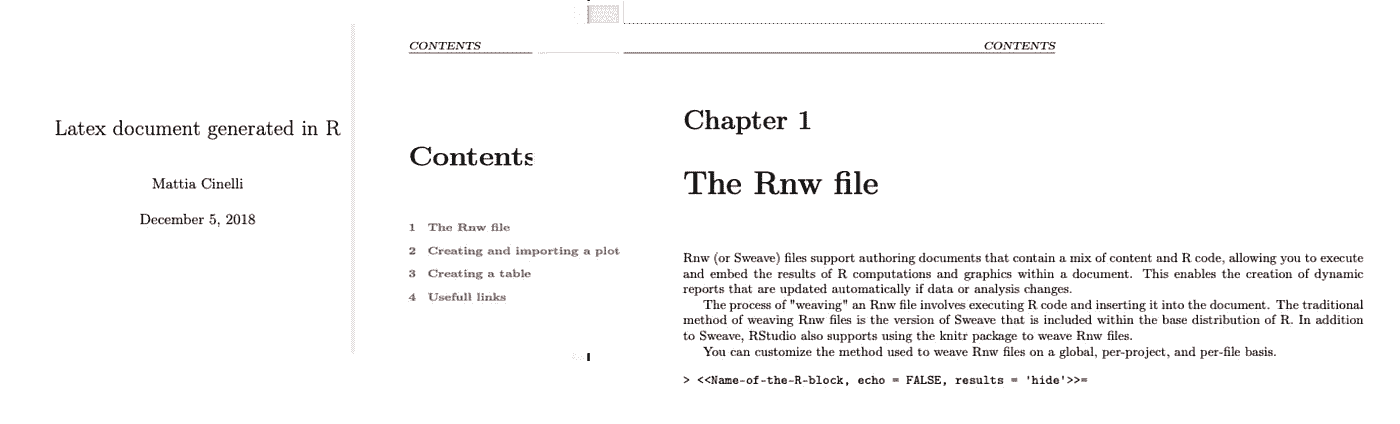 Latex document generated in R
Mattia Cinelli
December 5, 2018
CONTENTS
Contents
1 The Rnw file
2 Creating and importing a plot
3 Creating a table
4 Usefull links
CONTENTS
Chapter 1
The Rnw file
Rnw (or Sweave) files support authoring documents that contain a mix of content and R code, allowing you to execute
and embed the results of R computations and graphics within a document. This enables the creation of dynamic
reports that are updated automatically if data or analysis changes.
The process of "weaving" an Rnw file involves executing R code and inserting it into the document. The traditional
method of weaving Rnw files is the version of Sweave that is included within the base distribution of R. In addition
to Sweave, RStudio also supports using the knitr package to weave Rnw files.
You can customize the method used to weave Rnw files on a global, per-project, and per-file basis.
> <<Name-of-the-R-block, echo = FALSE, results = 'hide'>>=